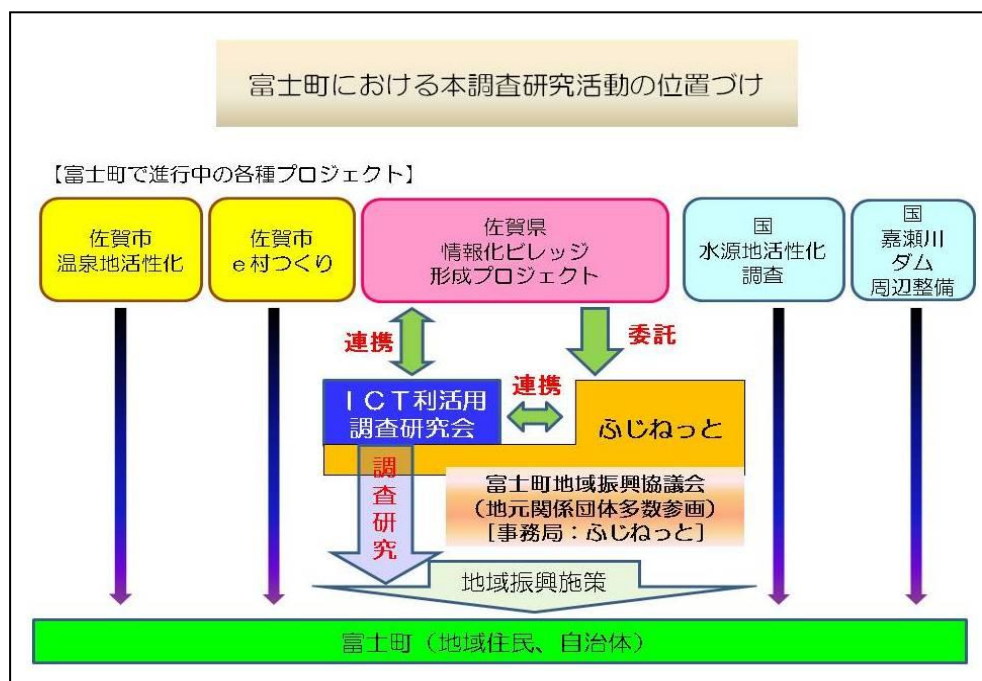 富士町における本調査研究活動の位置づけ
【富士町で進行中の各種プロジェクト】
佐賀市
温泉地活性化
佐賀市
e村つくり
佐賀県
情報化ビレッジ
形成プロジェクト
国
水源地活性化
調査
国
嘉瀬川
ダム
周辺整備
連携
委託
ICT利活用
調査研究会
連携
ふじねっと
調査研究
富士町地域振興協議会
(地元関係団体多数参画)
[事務局:ふじねっと]
地域振興施策
富士町(地域住民、自治体)